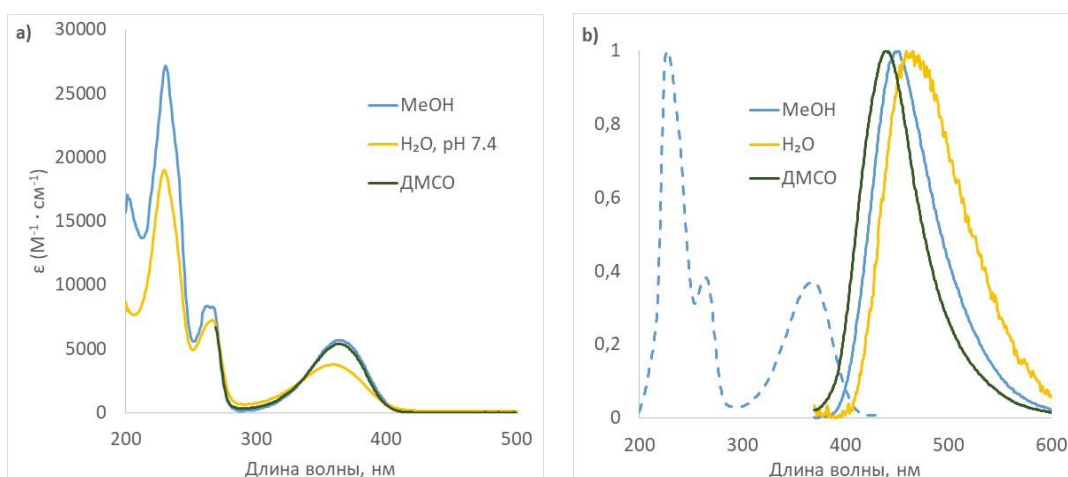 a)
30000
25000
20000
15000
10000
5000
0
ε (M⁻¹ · см⁻¹)
MeOH
H₂O, pH 7.4
ДМСО
200
300
400
500
Длина волны, нм
b)
1
0,8
0,6
0,4
0,2
0
MeOH
H₂O
ДМСО
200
300
400
500
600
Длина волны, нм